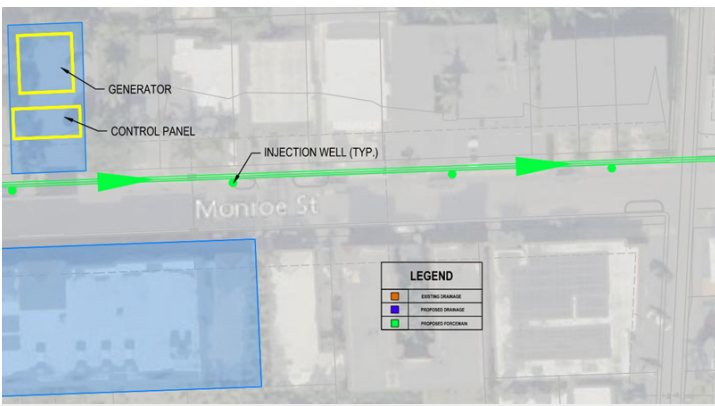 GENERATOR
CONTROL PANEL
INJECTION WELL (TYP.)
Monroe St
LEGEND
EXISTING DRAINAGE
PROPOSED DRAINAGE
PROPOSED FORCEMAIN